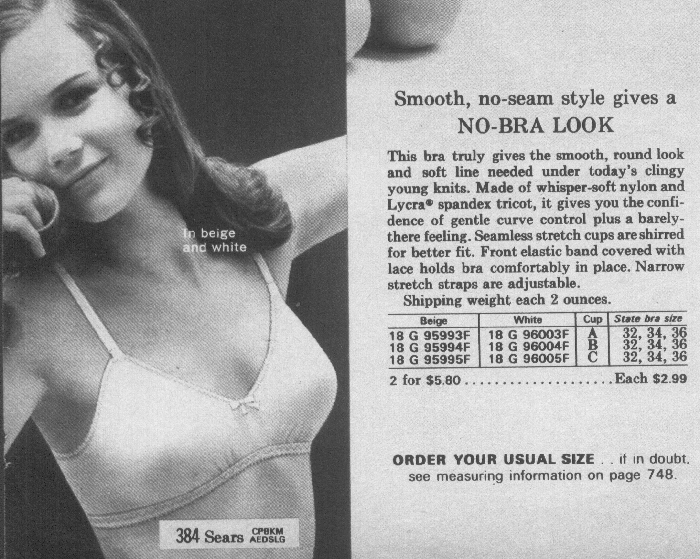 Smooth, no-seam style gives a
NO-BRA LOOK
This bra truly gives the smooth, round look
and soft line needed under today's clingy
young knits. Made of whisper-soft nylon and
Lycra® spandex tricot, it gives you the confi-
dence of gentle curve control plus a barely-
there feeling. Seamless stretch cups are shirred
for better fit. Front elastic band covered with
lace holds bra comfortably in place. Narrow
stretch straps are adjustable.
Shipping weight each 2 ounces.
Beige White Cup State bra size
18 G 95993F 18 G 96003F A 32, 34, 36
18 G 95994F 18 G 96004F B 32, 34, 36
18 G 95995F 18 G 96005F C 32, 34, 36
2 for $5.80 . . . . . . . . . . . . . . . . . . . . Each $2.99
ORDER YOUR USUAL SIZE . . if in doubt,
see measuring information on page 748.
In beige
and white
384 Sears CPBKM
AEDSLG